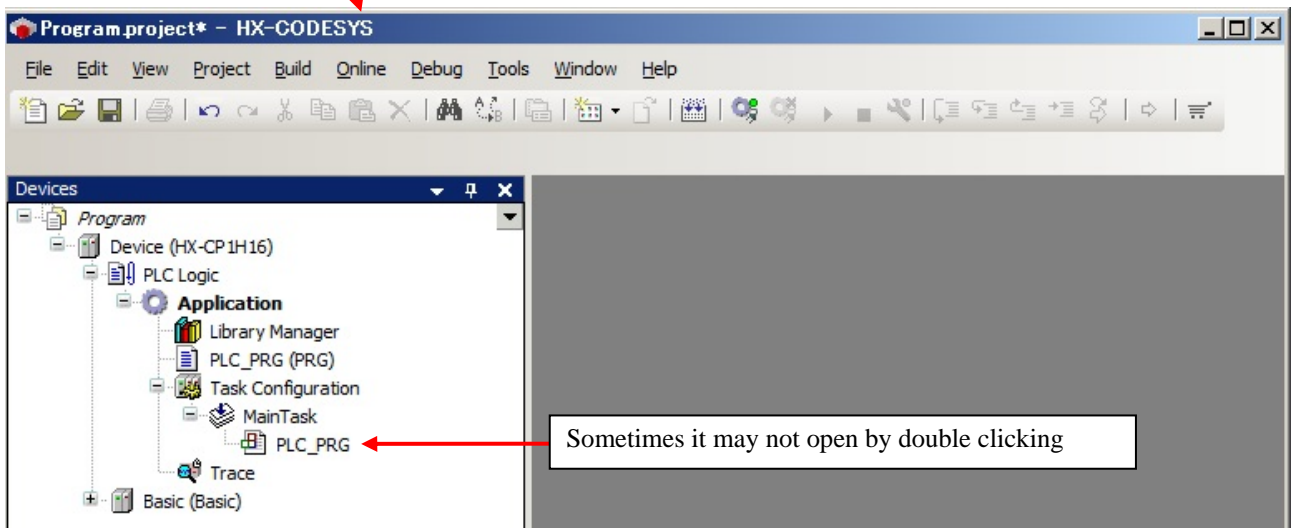 Program.project* - HX-CODESYS
File Edit View Project Build Online Debug Tools Window Help
Devices
Program
Device (HX-CP1H16)
PLC Logic
Application
Library Manager
PLC_PRG (PRG)
Task Configuration
MainTask
PLC_PRG
Sometimes it may not open by double clicking
Trace
Basic (Basic)